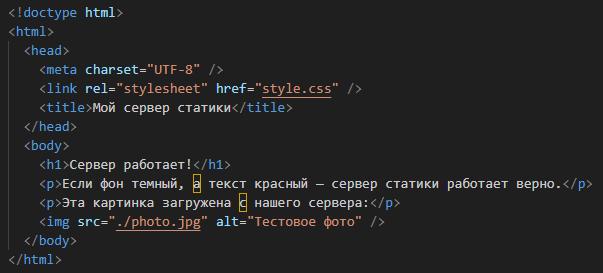 <!doctype html>
<html>
<head>
<meta charset="UTF-8" />
<link rel="stylesheet" href="style.css" />
<title>Мой сервер статики</title>
</head>
<body>
<h1>Сервер работает!</h1>
<p>Если фон темный, а текст красный — сервер статики работает верно.</p>
<p>Эта картинка загружена с нашего сервера:</p>
<img src="./photo.jpg" alt="Тестовое фото" />
</body>
</html>